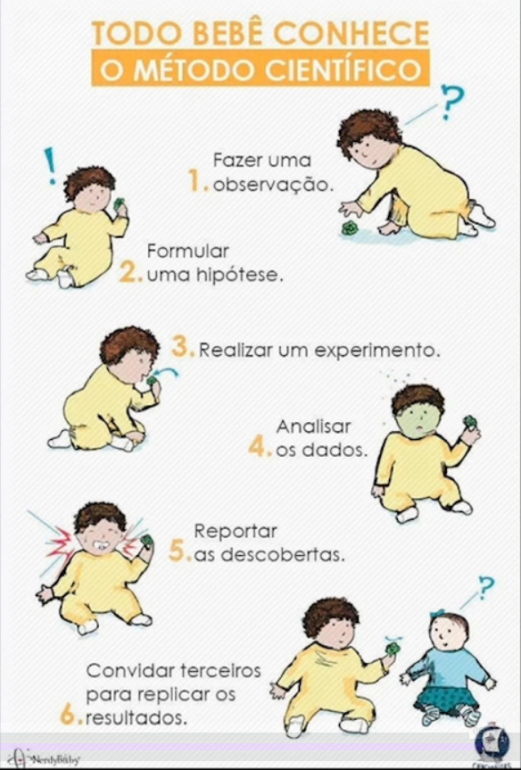 TODO BEBÊ CONHECE
O MÉTODO CIENTÍFICO
?
!
Fazer uma
1. observação.
Formular
2. uma hipótese.
3. Realizar um experimento.
Analisar
4. os dados.
Reportar
5. as descobertas.
?
Convidar terceiros
para replicar os
6. resultados.
NerdyBaby